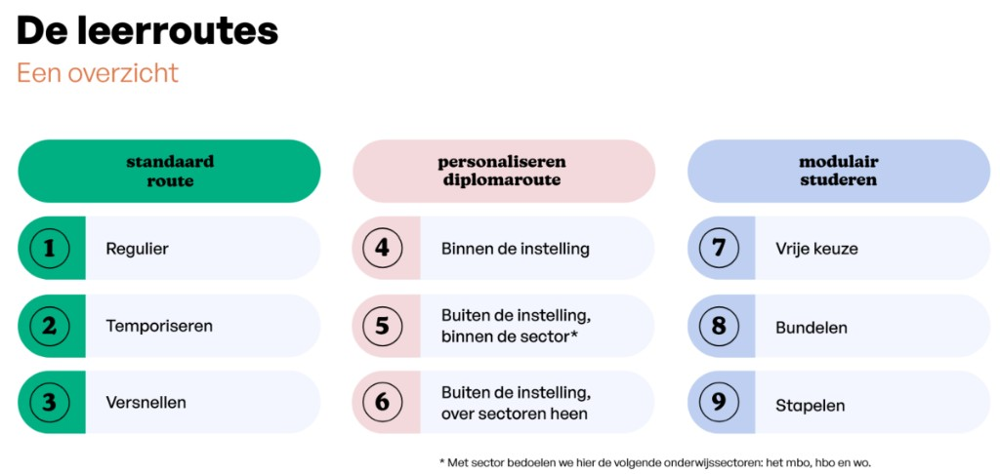 De leerroutes
Een overzicht
standaard
route
1 Regulier
2 Temporiseren
3 Versnellen
personaliseren
diplomaroute
4 Binnen de instelling
5 Buiten de instelling,
binnen de sector*
6 Buiten de instelling,
over sectoren heen
modulair
studeren
7 Vrije keuze
8 Bundelen
9 Stapelen
* Met sector bedoelen we hier de volgende onderwijssectoren: het mbo, hbo en wo.